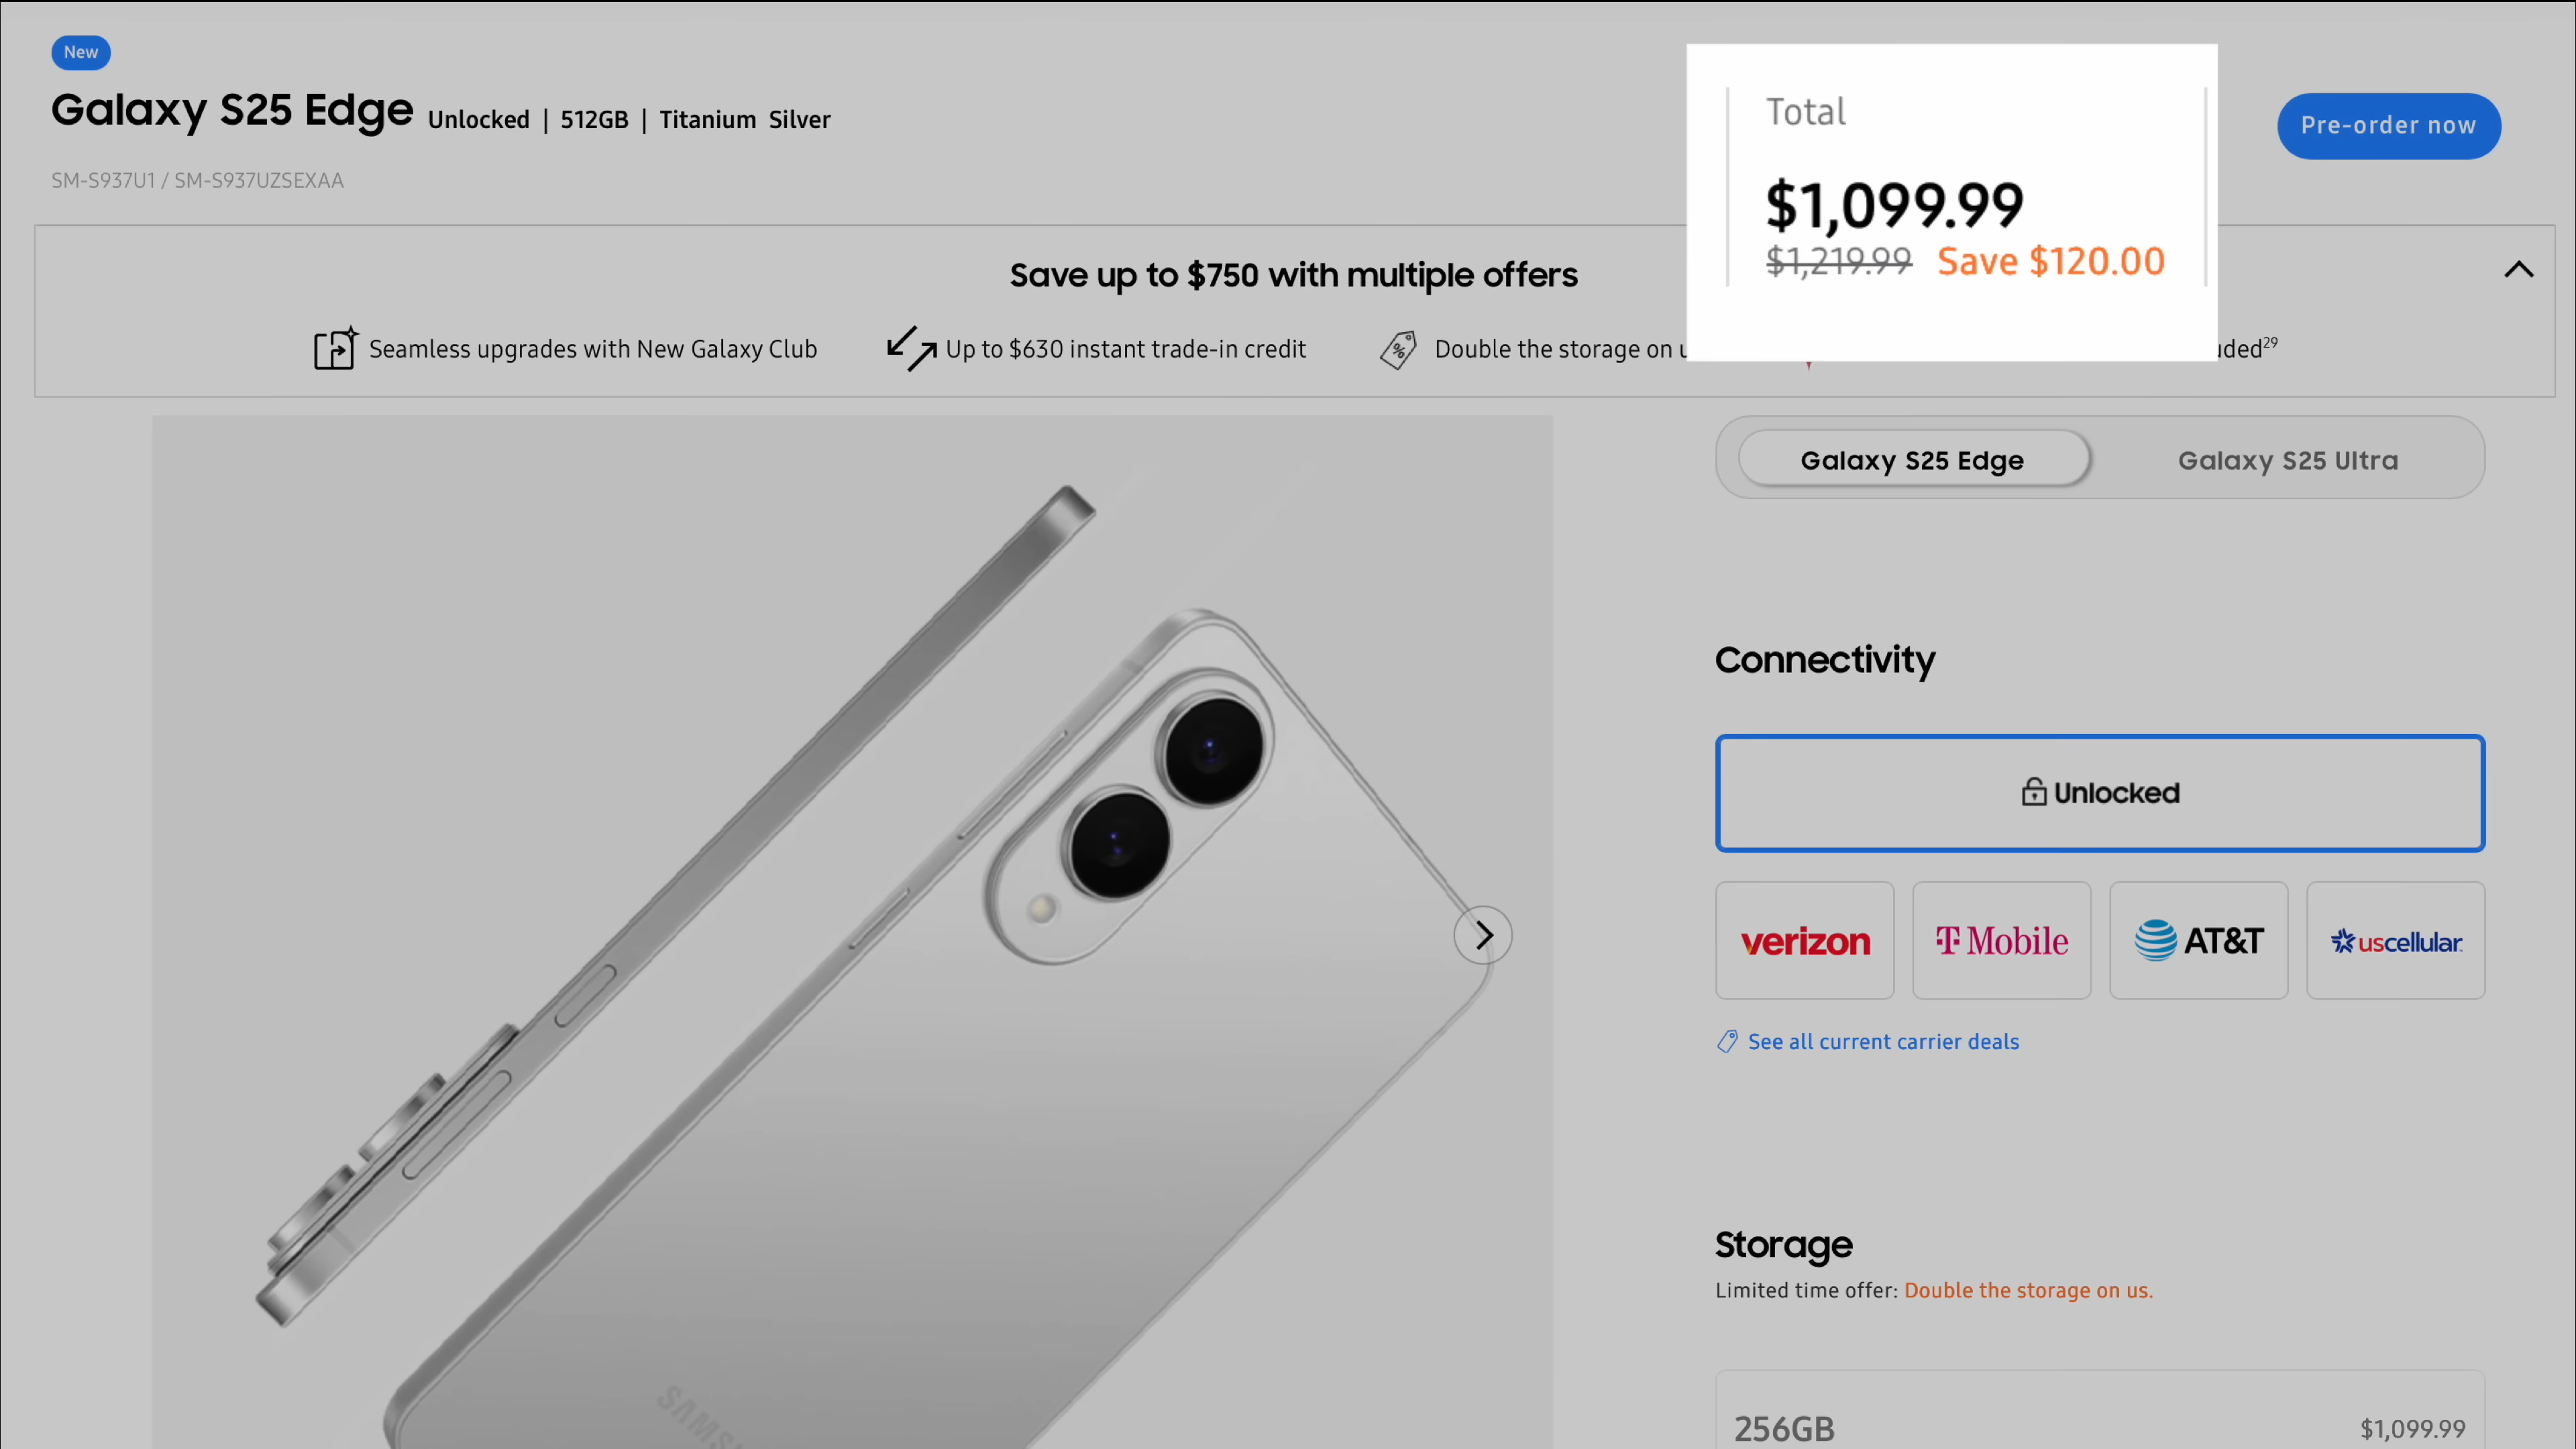 New
Galaxy S25 Edge Unlocked | 512GB | Titanium Silver
SM-S937U1 / SM-S937UZSEXAA
Total
$1,099.99
$1,219.99 Save $120.00
Pre-order now
Save up to $750 with multiple offers
Seamless upgrades with New Galaxy Club
Up to $630 instant trade-in credit
Double the storage on
29
Galaxy S25 Edge
Galaxy S25 Ultra
Connectivity
Unlocked
verizon
T Mobile
AT&T
uscellular
See all current carrier deals
Storage
Limited time offer: Double the storage on us.
256GB $1,099.99